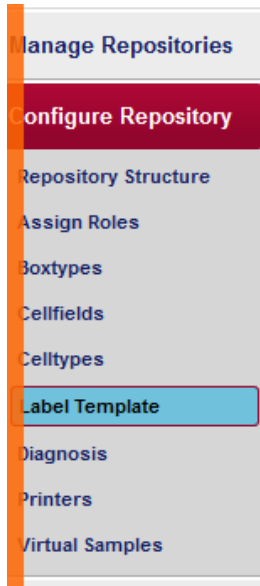 Manage Repositories
Configure Repository
Repository Structure
Assign Roles
Boxtypes
Cellfields
Celltypes
Label Template
Diagnosis
Printers
Virtual Samples